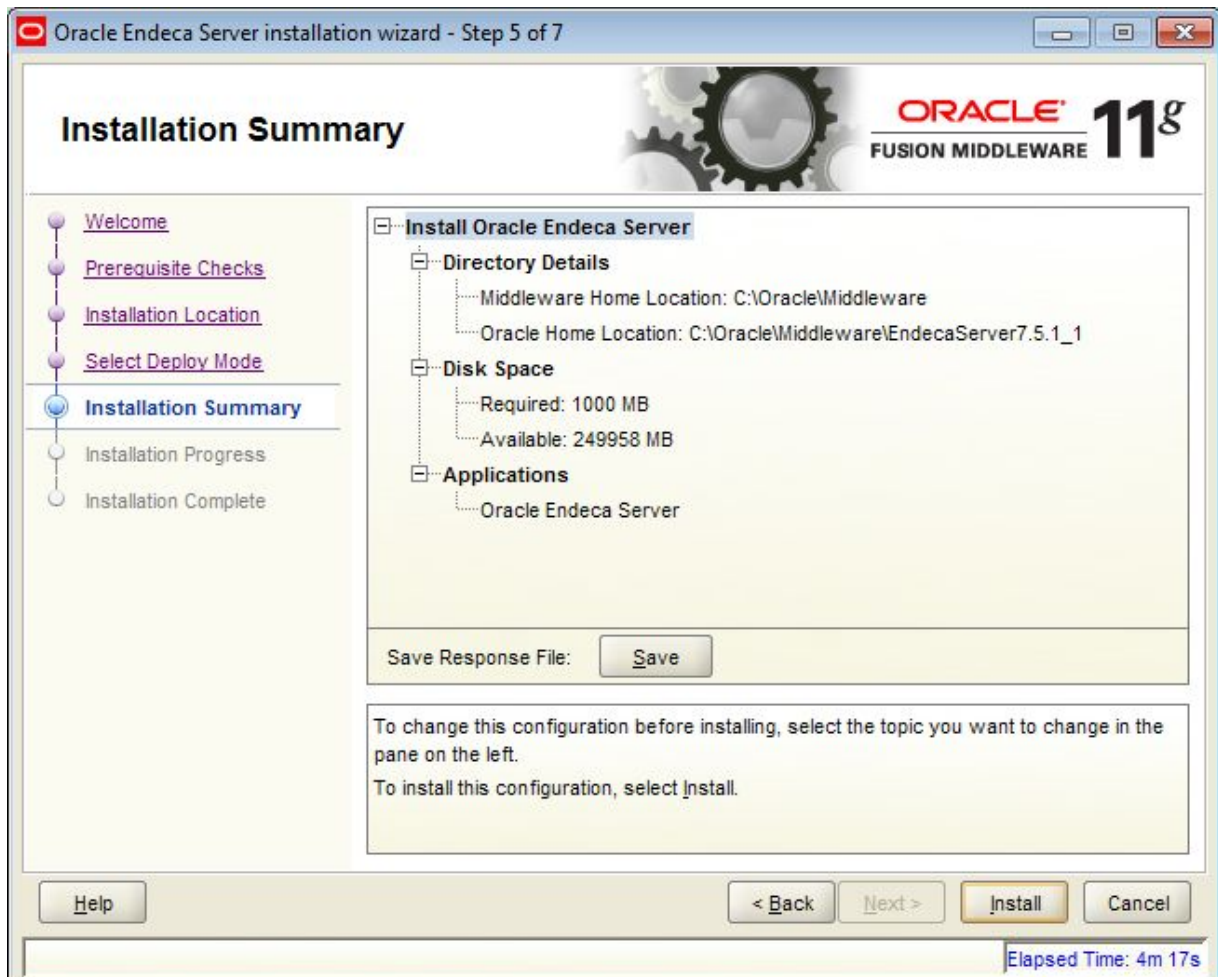 Oracle Endeca Server installation wizard - Step 5 of 7
Installation Summary
ORACLE
FUSION MIDDLEWARE 11g
Welcome
Prerequisite Checks
Installation Location
Select Deploy Mode
Installation Summary
Installation Progress
Installation Complete
Install Oracle Endeca Server
Directory Details
Middleware Home Location: C:\Oracle\Middleware
Oracle Home Location: C:\Oracle\Middleware\EndecaServer7.5.1_1
Disk Space
Required: 1000 MB
Available: 249958 MB
Applications
Oracle Endeca Server
Save Response File: Save
To change this configuration before installing, select the topic you want to change in the
pane on the left.
To install this configuration, select Install.
Help < Back Next > Install Cancel
Elapsed Time: 4m 17s